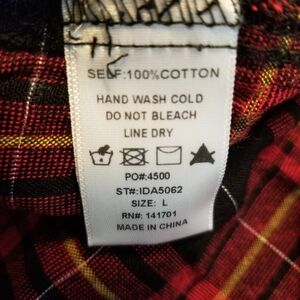 SELF:100%COTTON
HAND WASH COLD
DO NOT BLEACH
LINE DRY
PO#:4500
ST#:IDA5062
SIZE: L
RN#: 141701
MADE IN CHINA